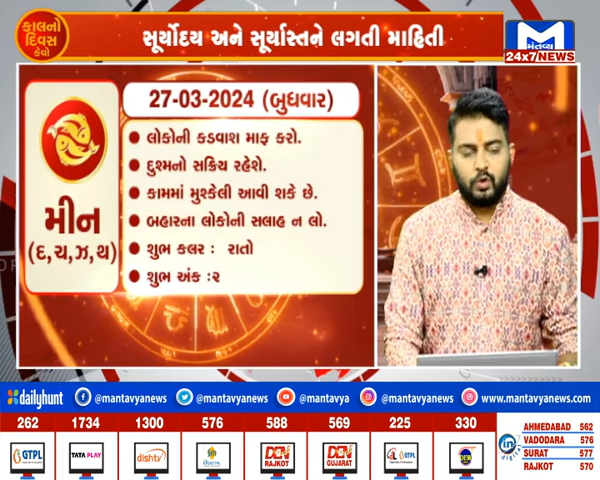 કાલનો
દિવસ
કેવો
સૂર્યોદય અને સૂર્યાસ્તને લગતી માહિતી
મંતવ્ય
24x7NEWS
27-03-2024 (બુધવાર)
લોકોની કડવાશ માફ કરો.
દુશ્મનો સક્રિય રહેશે.
કામમાં મુશ્કેલી આવી શકે છે.
બહારના લોકોની સલાહ ન લો.
શુભ કલર : રાતો
શુભ અંક :૨
મીન
(દ,ચ,ઝ,થ)
dailyhunt @mantavyanews @mantavyanews @mantavya @mantavyanews www.mantavyanews.com
262 1734 1300 576 588 569 225 330
GTPL TATA PLAY dishtv DEN RAJKOT DEN GUJARAT DEW
in digital
AHMEDABAD 562
VADODARA 576
SURAT 577
RAJKOT 570